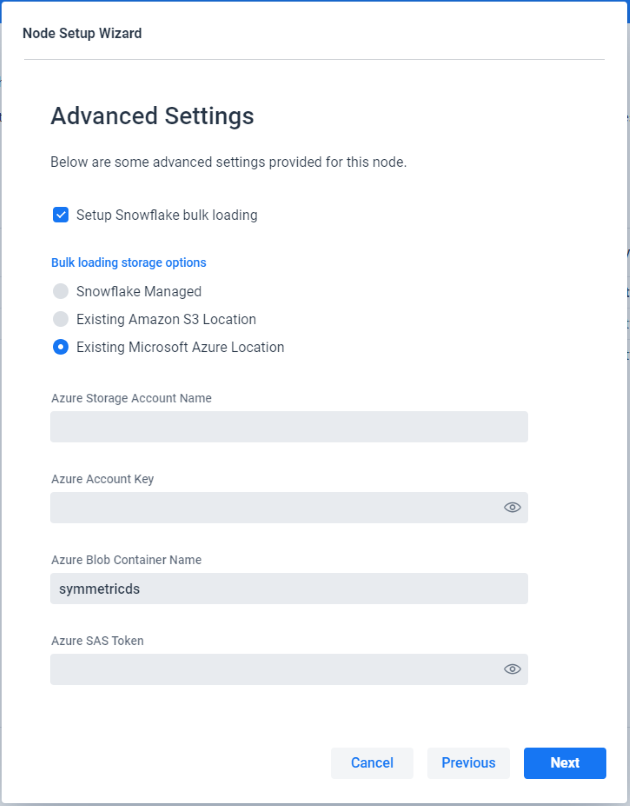 Node Setup Wizard
Advanced Settings
Below are some advanced settings provided for this node.
Setup Snowflake bulk loading
Bulk loading storage options
Snowflake Managed
Existing Amazon S3 Location
Existing Microsoft Azure Location
Azure Storage Account Name
Azure Account Key
Azure Blob Container Name
symmetricds
Azure SAS Token
Cancel Previous Next